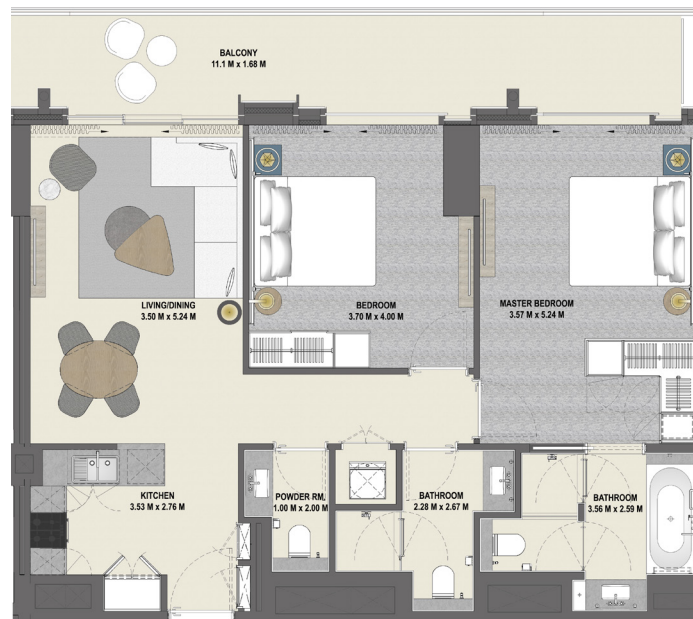 BALCONY
11.1 M x 1.68 M
LIVING/DINING
3.50 M x 5.24 M
BEDROOM
3.70 M x 4.00 M
MASTER BEDROOM
3.57 M x 5.24 M
KITCHEN
3.53 M x 2.76 M
POWDER RM.
1.00 M x 2.00 M
BATHROOM
2.28 M x 2.67 M
BATHROOM
3.56 M x 2.59 M